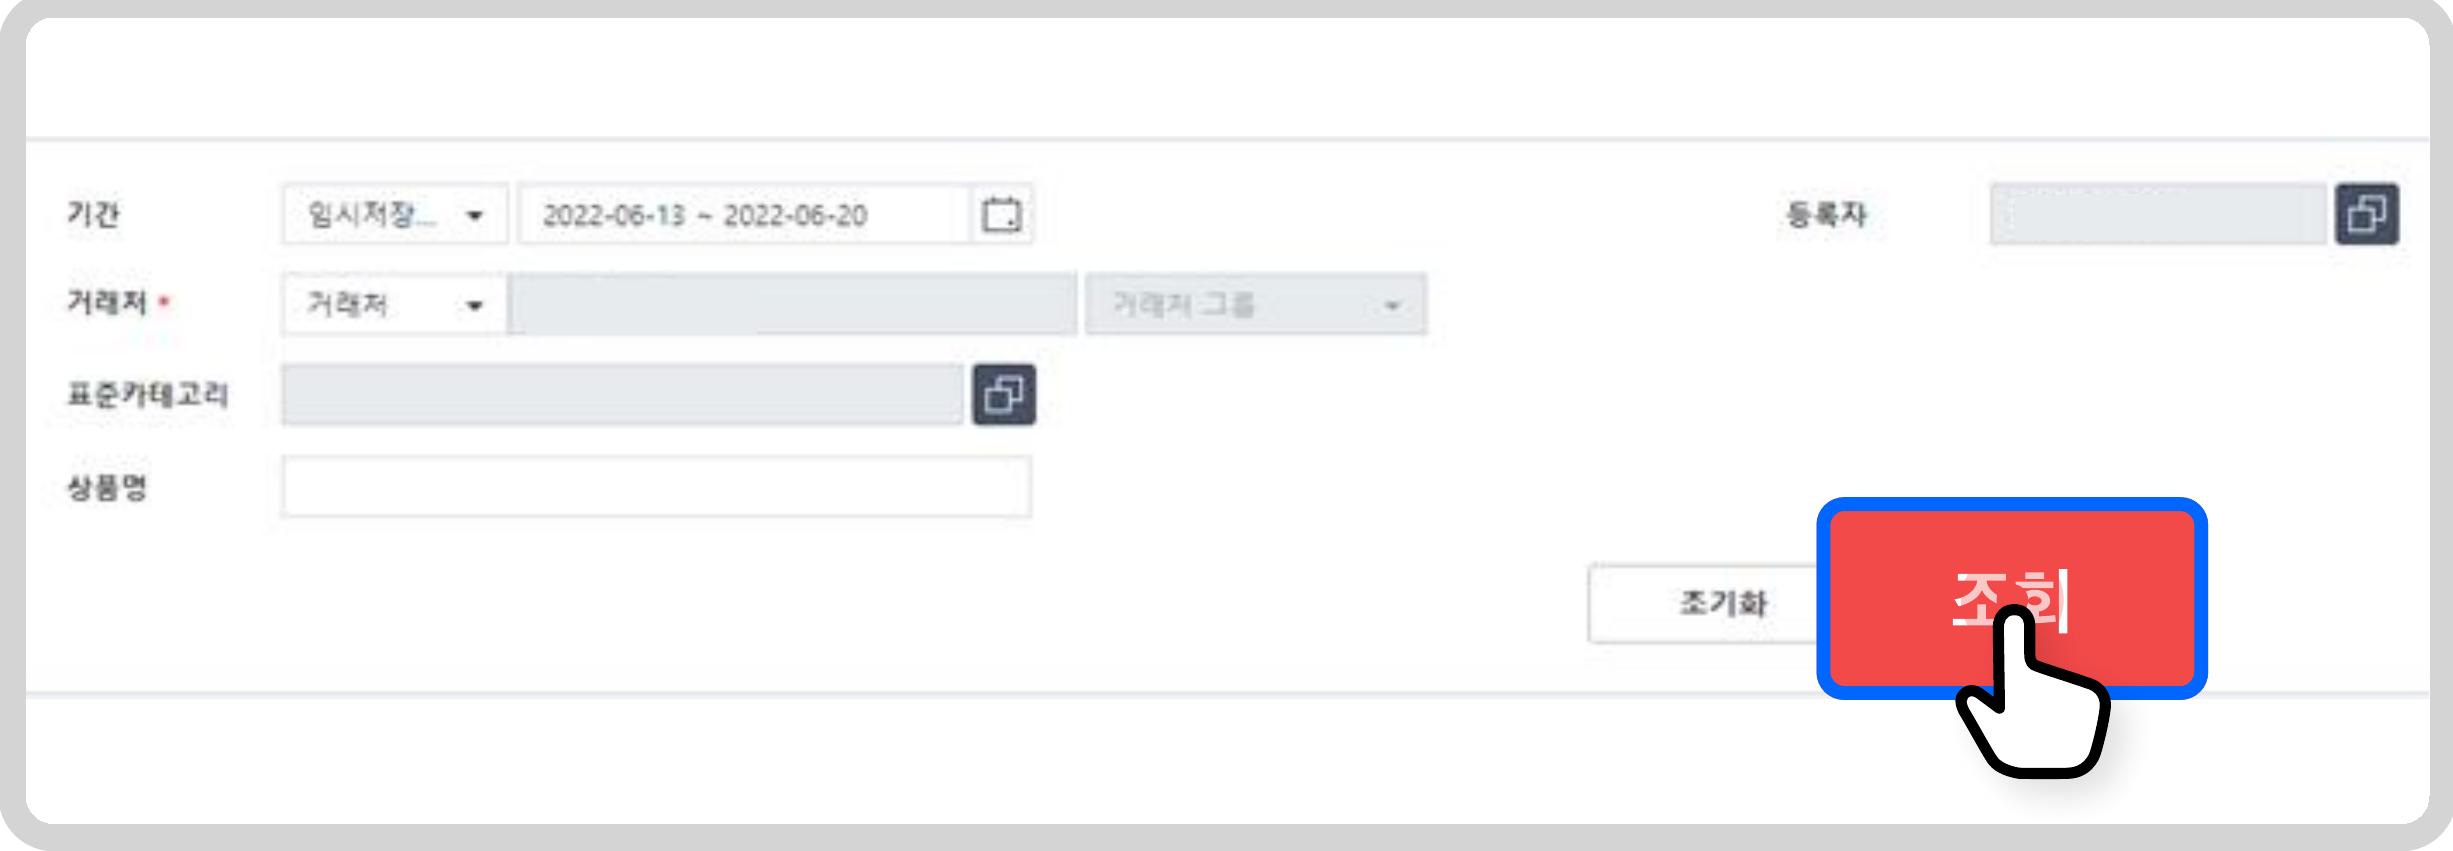 기간 임시저장... 2022-06-13 ~ 2022-06-20 등록자
거래처 * 거래처 거래처 그룹
표준카테고리
상품명
초기화 조회